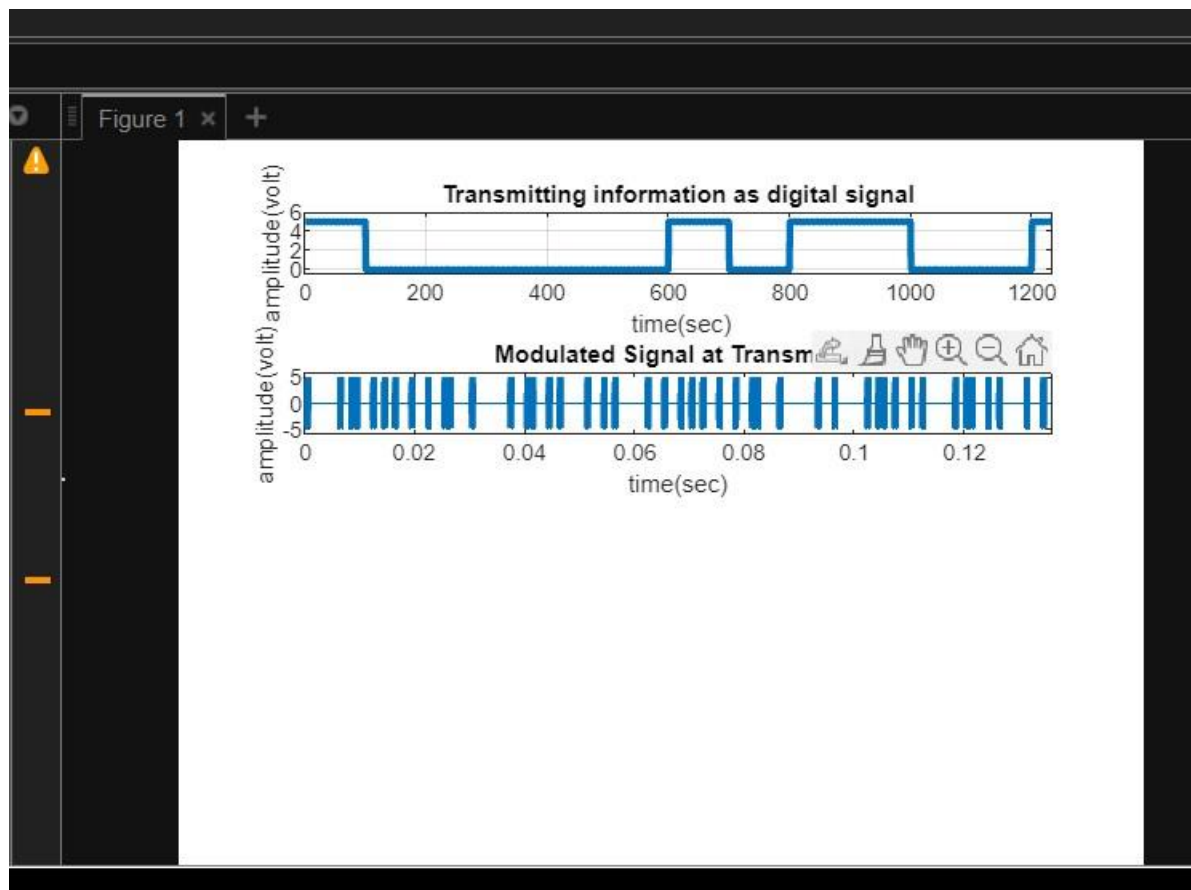 Figure 1
Transmitting information as digital signal
amplitude(volt)
6
4
2
0
0 200 400 600 800 1000 1200
time(sec)
Modulated Signal at Transm
amplitude(volt)
5
0
-5
0 0.02 0.04 0.06 0.08 0.1 0.12
time(sec)